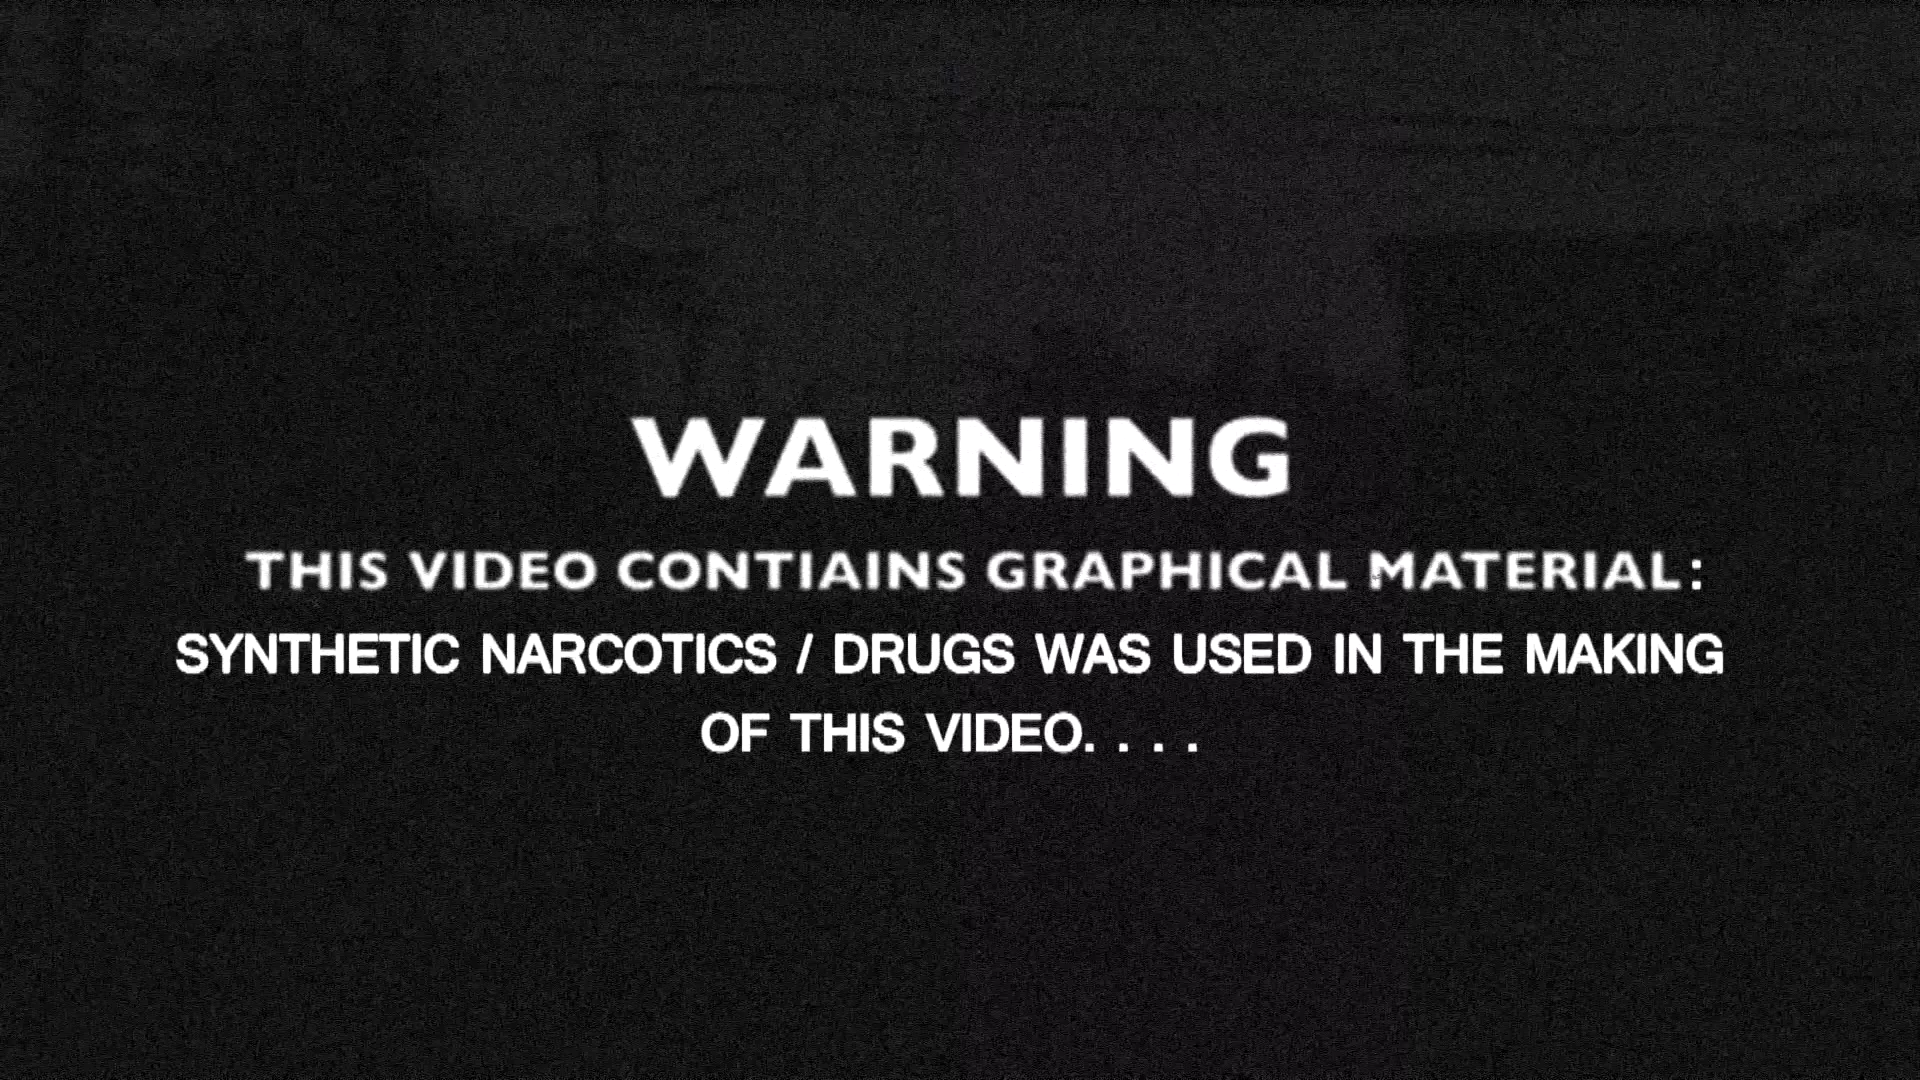 WARNING
THIS VIDEO CONTIAINS GRAPHICAL MATERIAL:
SYNTHETIC NARCOTICS / DRUGS WAS USED IN THE MAKING
OF THIS VIDEO. . . .